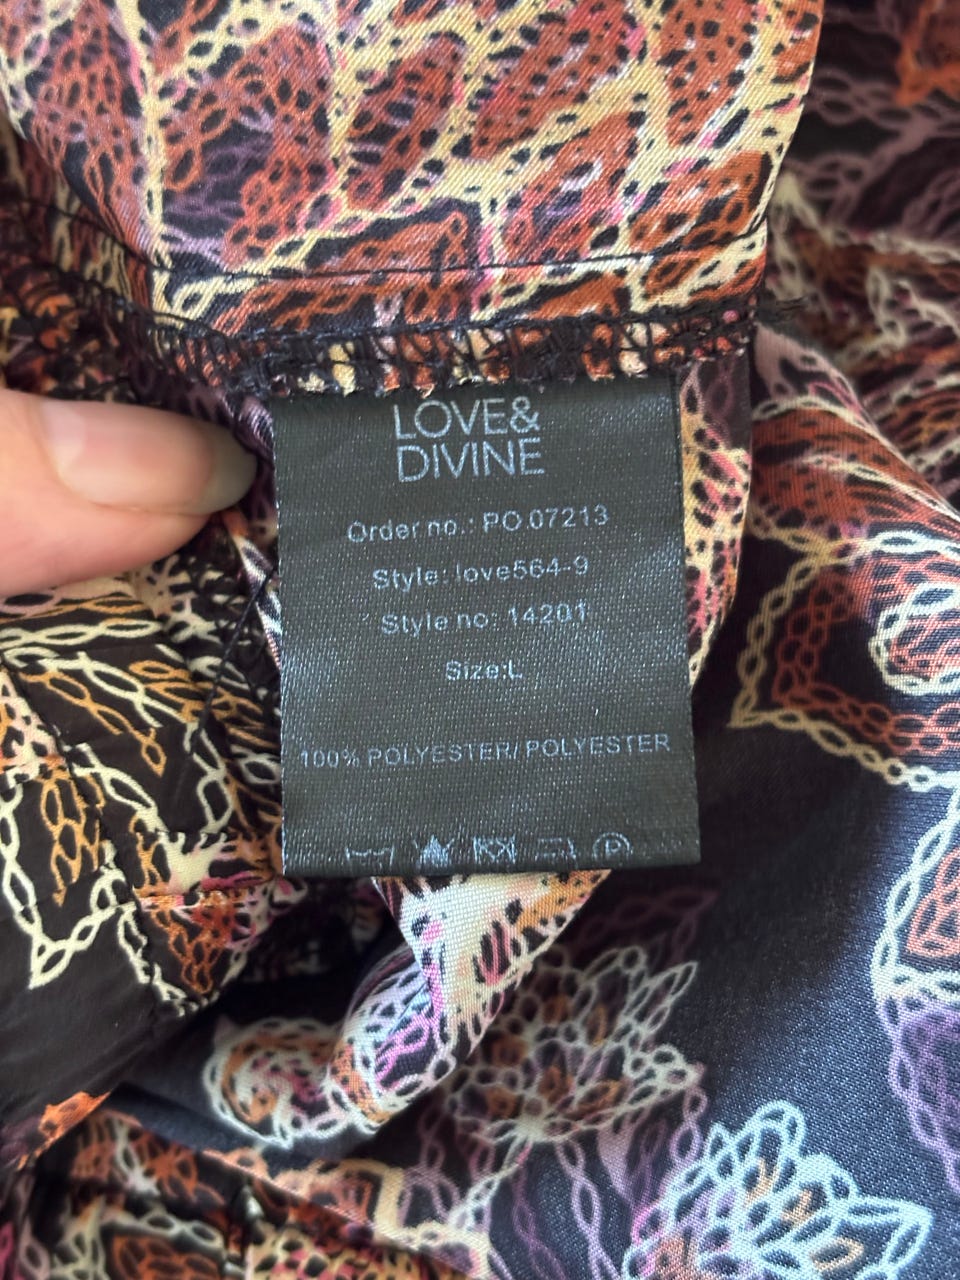 LOVE&
DIVINE
Order no.: PO.07213
Style: love564-9
Style no: 14201
Size:L
100% POLYESTER/ POLYESTER
P